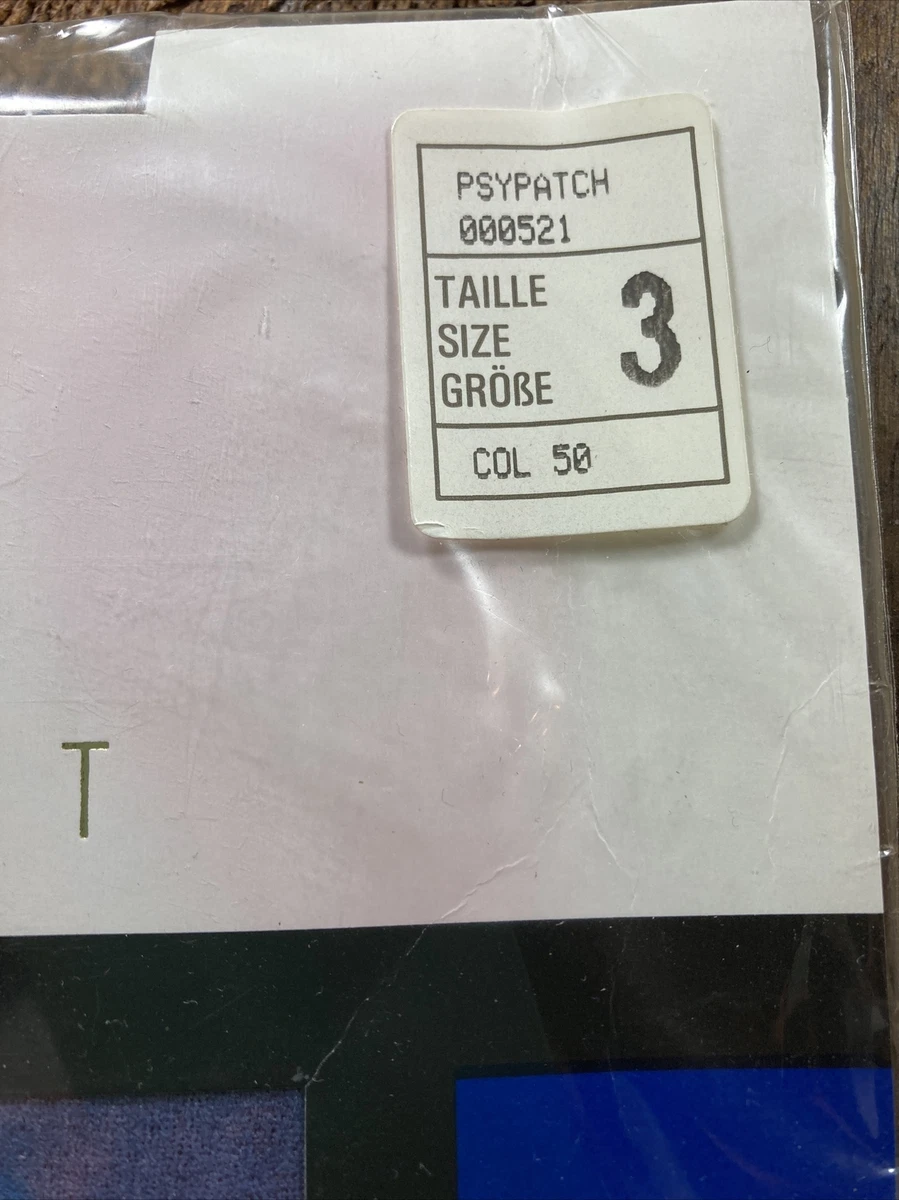 PSYPATCH
000521
TAILLE
SIZE
GRÖßE
3
COL 50
T